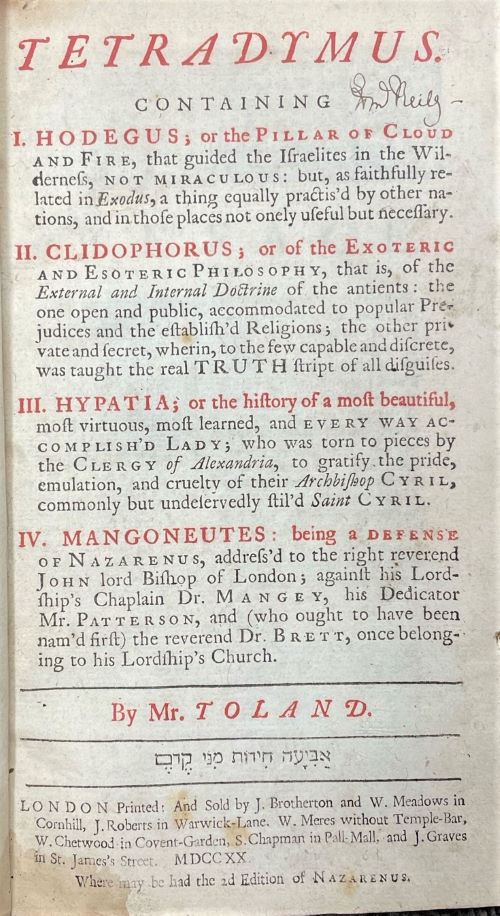 TETRADYMUS.
CONTAINING
I. HODEGUS; or the PILLAR OF CLOUD
AND FIRE, that guided the Iſraelites in the Wil-
derneſs, NOT MIRACULOUS: but, as faithfully re-
lated in Exodus, a thing equally practis'd by other na-
tions, and in thoſe places not onely uſeful but neceſſary.
II. CLIDOPHORUS; or of the EXOTERIC
AND ESOTERIC PHILOSOPHY, that is, of the
External and Internal Doctrine of the antients: the
one open and public, accommodated to popular Pre-
judices and the eſtabliſh'd Religions; the other pri-
vate and ſecret, wherin, to the few capable and diſcrete,
was taught the real TRUTH ſtript of all diſguiſes.
III. HYPATIA; or the hiſtory of a moſt beautiful,
moſt virtuous, moſt learned, and EVERY WAY AC-
COMPLISH'D LADY; who was torn to pieces by
the CLERGY of Alexandria, to gratify the pride,
emulation, and cruelty of their Archbiſhop CYRIL,
commonly but undeſervedly ſtil'd Saint CYRIL.
IV. MANGONEUTES: being a DEFENSE
OF NAZARENUS, addreſs'd to the right reverend
JOHN lord Biſhop of London; againſt his Lord-
ſhip's Chaplain Dr. MANGEY, his Dedicator
Mr. PATTERSON, and (who ought to have been
nam'd firſt) the reverend Dr. BRETT, once belong-
ing to his Lordſhip's Church.
By Mr. TOLAND.
אַבִּיעָה חִידוֹת מִנִּי קֶדֶם
LONDON Printed: And Sold by J. Brotherton and W. Meadows in
Cornhill, J. Roberts in Warwick-Lane. W. Meres without Temple-Bar,
W. Chetwood in Covent-Garden, S. Chapman in Pall-Mall, and J. Graves
in St. James's Street. MDCCXX.
Where may be had the 2d Edition of NAZARENUS.